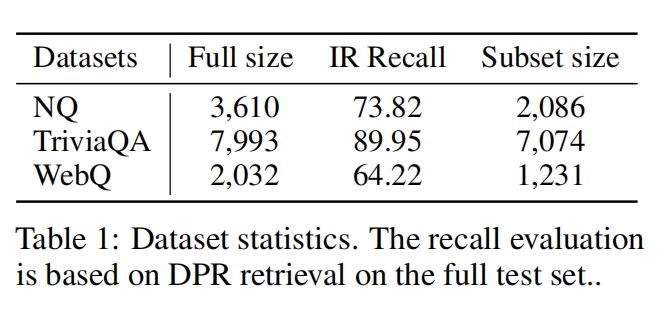 Datasets Full size IR Recall Subset size
NQ 3,610 73.82 2,086
TriviaQA 7,993 89.95 7,074
WebQ 2,032 64.22 1,231
Table 1: Dataset statistics. The recall evaluation
is based on DPR retrieval on the full test set..